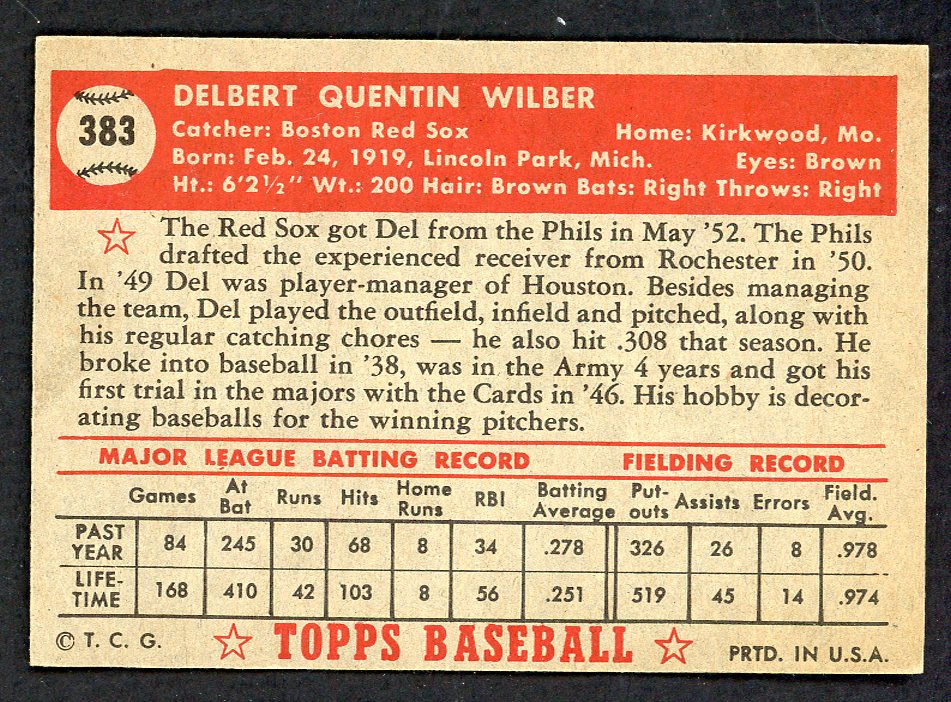 383
DELBERT QUENTIN WILBER
Catcher: Boston Red Sox Home: Kirkwood, Mo.
Born: Feb. 24, 1919, Lincoln Park, Mich. Eyes: Brown
Ht.: 6'2½" Wt.: 200 Hair: Brown Bats: Right Throws: Right
The Red Sox got Del from the Phils in May '52. The Phils
drafted the experienced receiver from Rochester in '50.
In '49 Del was player-manager of Houston. Besides managing
the team, Del played the outfield, infield and pitched, along with
his regular catching chores — he also hit .308 that season. He
broke into baseball in '38, was in the Army 4 years and got his
first trial in the majors with the Cards in '46. His hobby is decor-
ating baseballs for the winning pitchers.
MAJOR LEAGUE BATTING RECORD FIELDING RECORD
Games At Bat Runs Hits Home Runs RBI Batting Average Put-outs Assists Errors Field. Avg.
PAST YEAR 84 245 30 68 8 34 .278 326 26 8 .978
LIFE-TIME 168 410 42 103 8 56 .251 519 45 14 .974
© T. C. G. TOPPS BASEBALL PRTD. IN U.S.A.